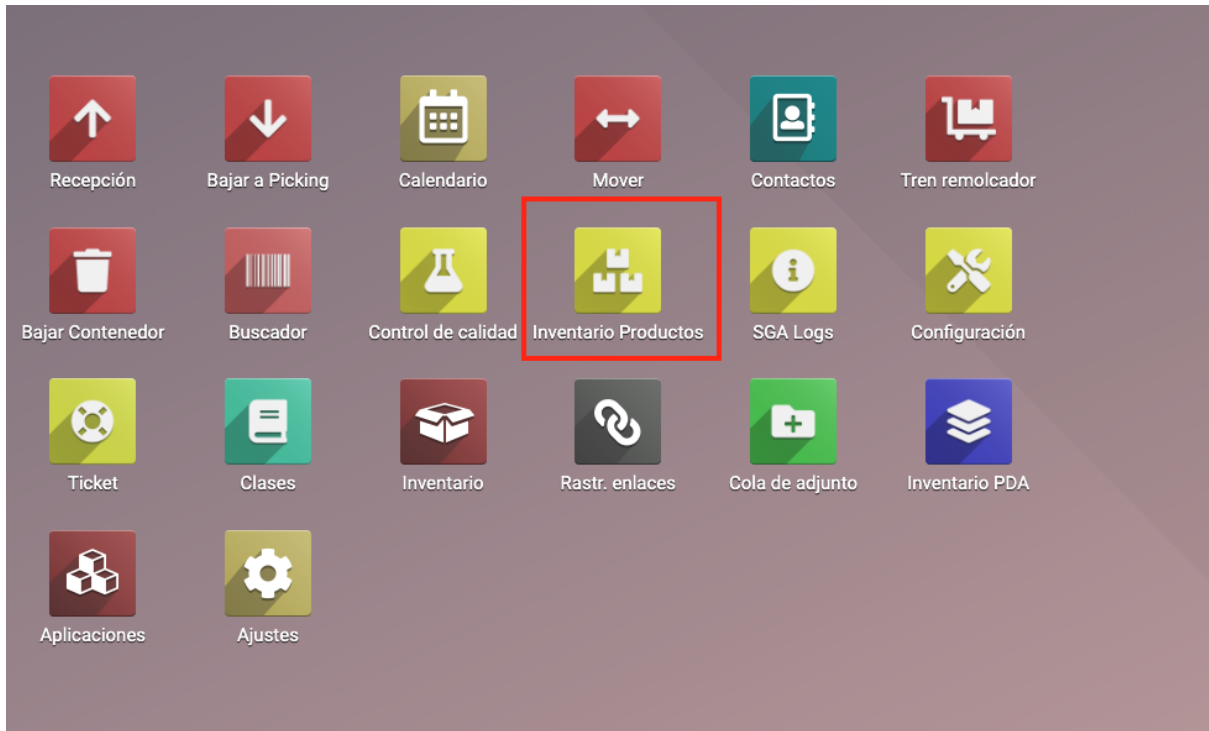 Recepción
Bajar a Picking
Calendario
Mover
Contactos
Tren remolcador
Bajar Contenedor
Buscador
Control de calidad
Inventario Productos
SGA Logs
Configuración
Ticket
Clases
Inventario
Rastr. enlaces
Cola de adjunto
Inventario PDA
Aplicaciones
Ajustes